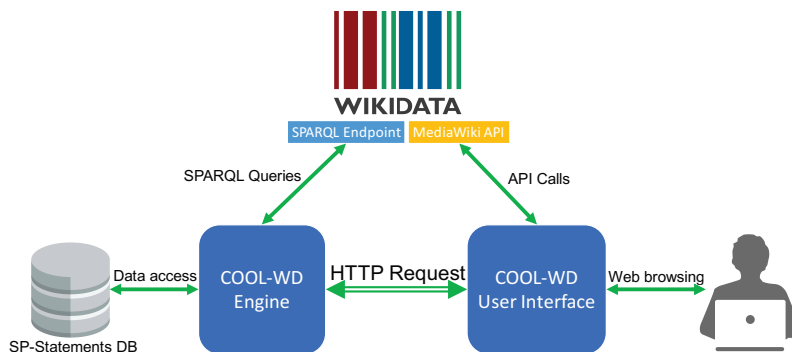 WIKIDATA
SPARQL Endpoint
MediaWiki API
SPARQL Queries
API Calls
Data access
COOL-WD
Engine
HTTP Request
COOL-WD
User Interface
Web browsing
SP-Statements DB